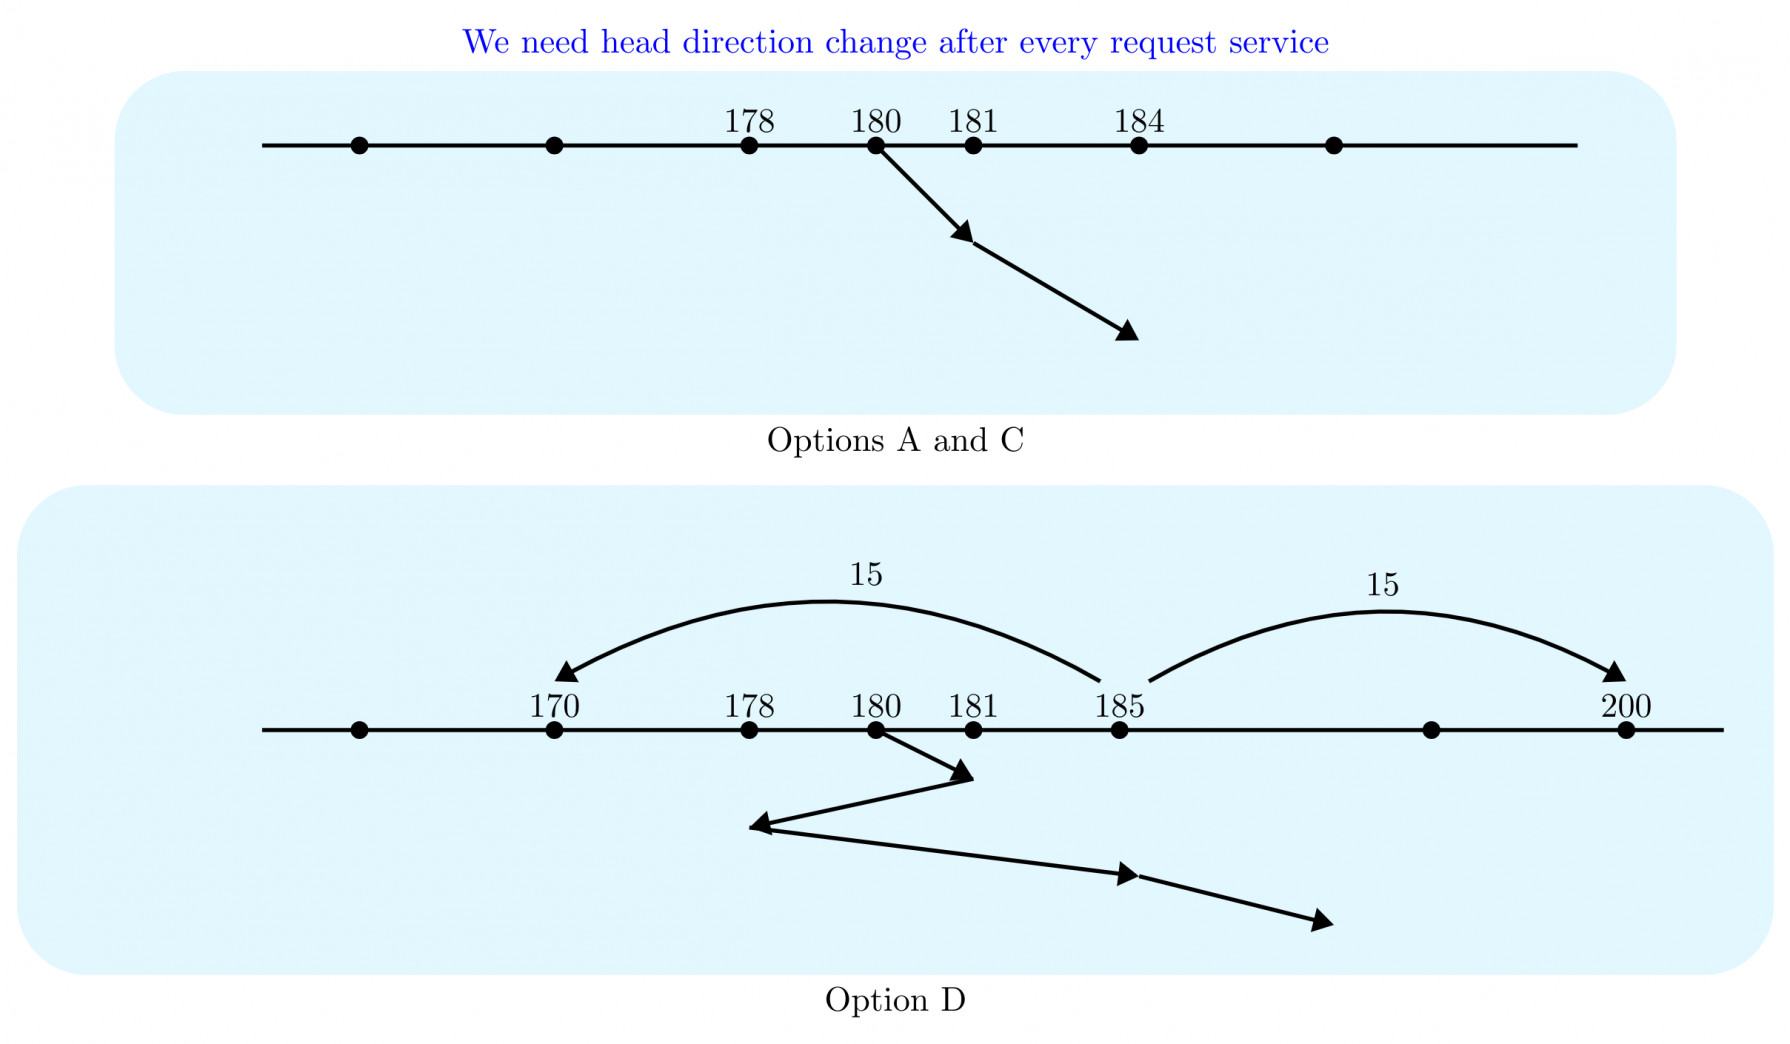 We need head direction change after every request service
178 180 181 184
Options A and C
15 15
170 178 180 181 185 200
Option D